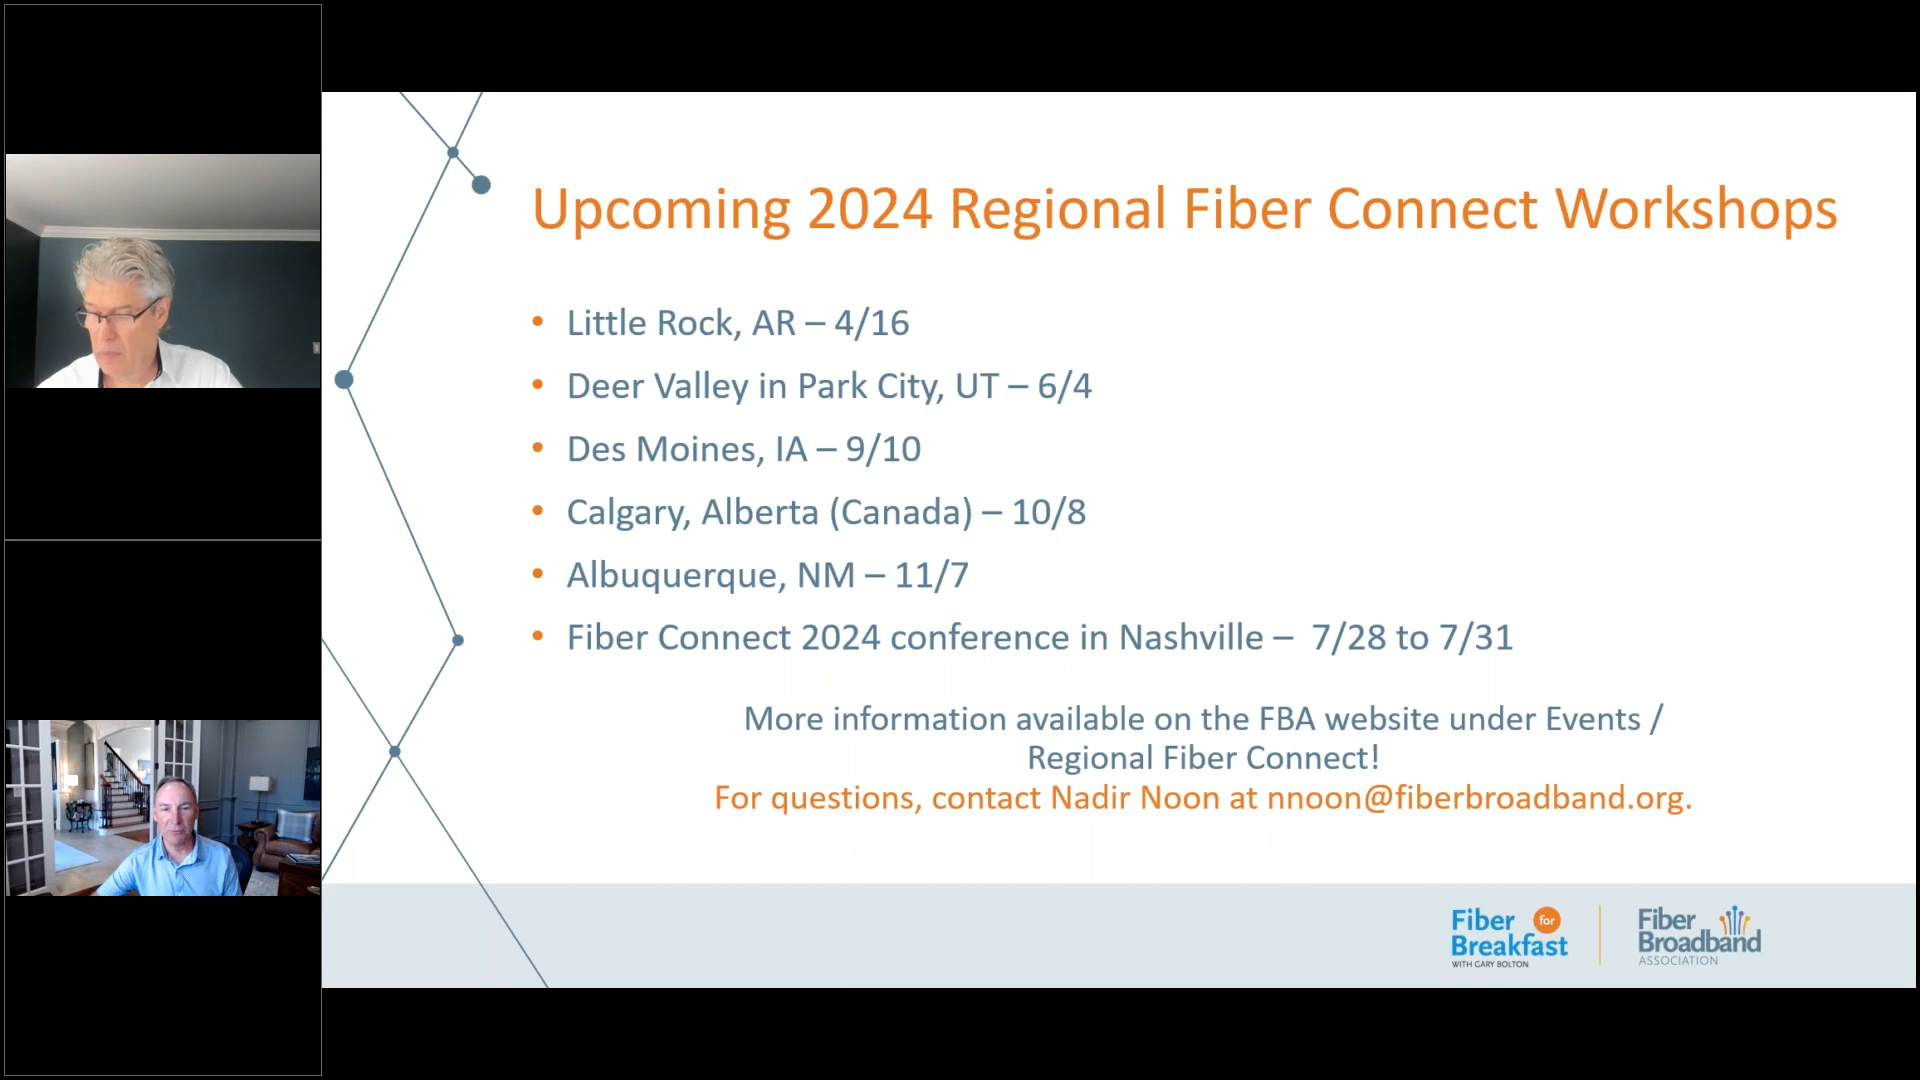 Upcoming 2024 Regional Fiber Connect Workshops
• Little Rock, AR – 4/16
• Deer Valley in Park City, UT – 6/4
• Des Moines, IA – 9/10
• Calgary, Alberta (Canada) – 10/8
• Albuquerque, NM – 11/7
• Fiber Connect 2024 conference in Nashville – 7/28 to 7/31
More information available on the FBA website under Events /
Regional Fiber Connect!
For questions, contact Nadir Noon at nnoon@fiberbroadband.org.
Fiber for
Breakfast
WITH GARY BOLTON
Fiber
Broadband
ASSOCIATION